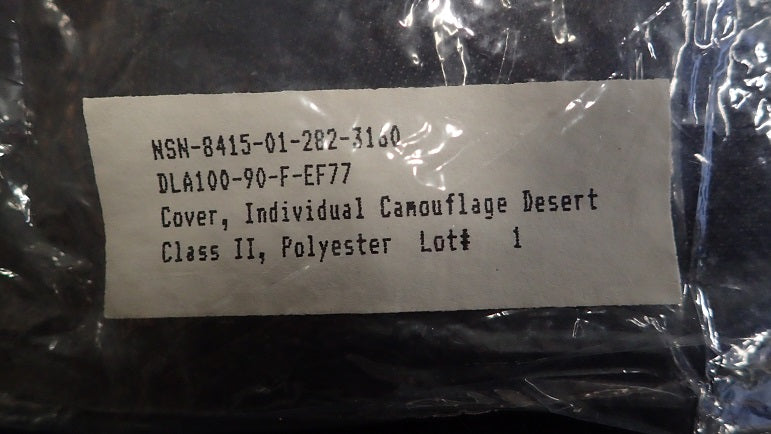 NSN-8415-01-282-3160
DLA100-90-F-EF77
Cover, Individual Camouflage Desert
Class II, Polyester Lot# 1